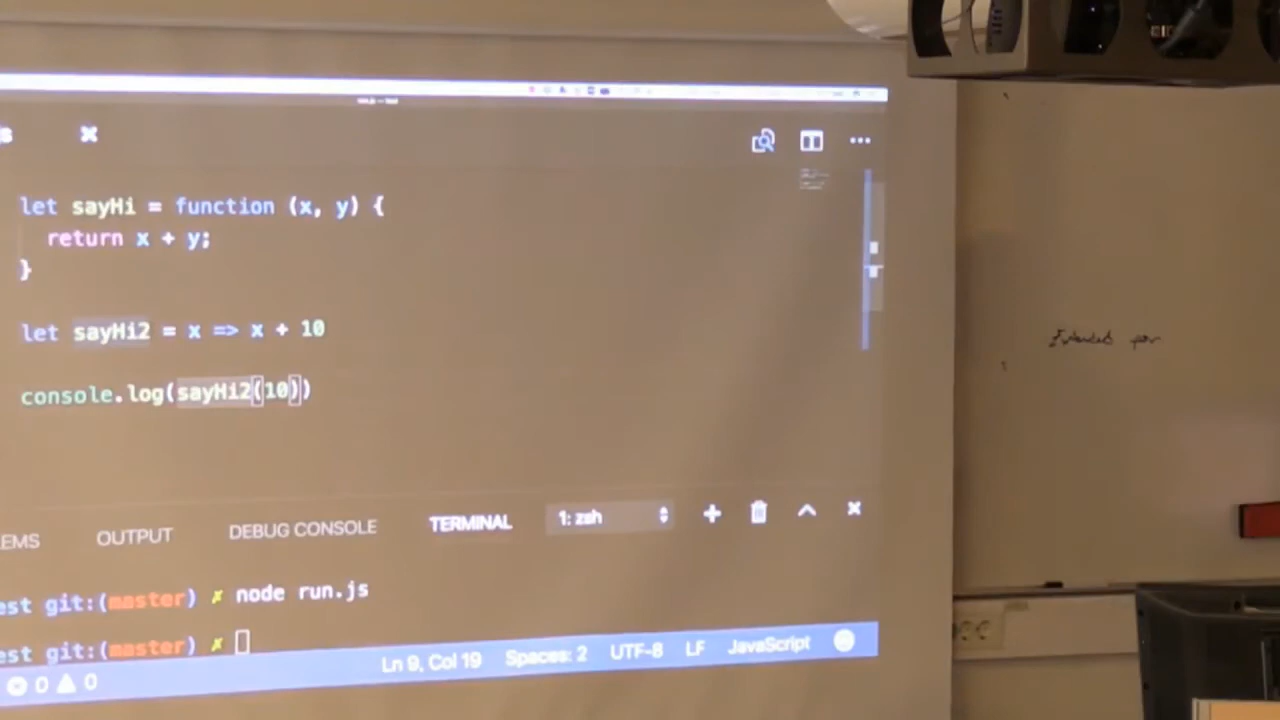 let sayHi = function (x, y) {
return x + y;
}
let sayHi2 = x => x + 10
console.log(sayHi2(10))
OUTPUT DEBUG CONSOLE TERMINAL 1: zsh
est git:(master) ✗ node run.js
est git:(master) ✗
0 0 Ln 9, Col 19 Spaces: 2 UTF-8 LF JavaScript